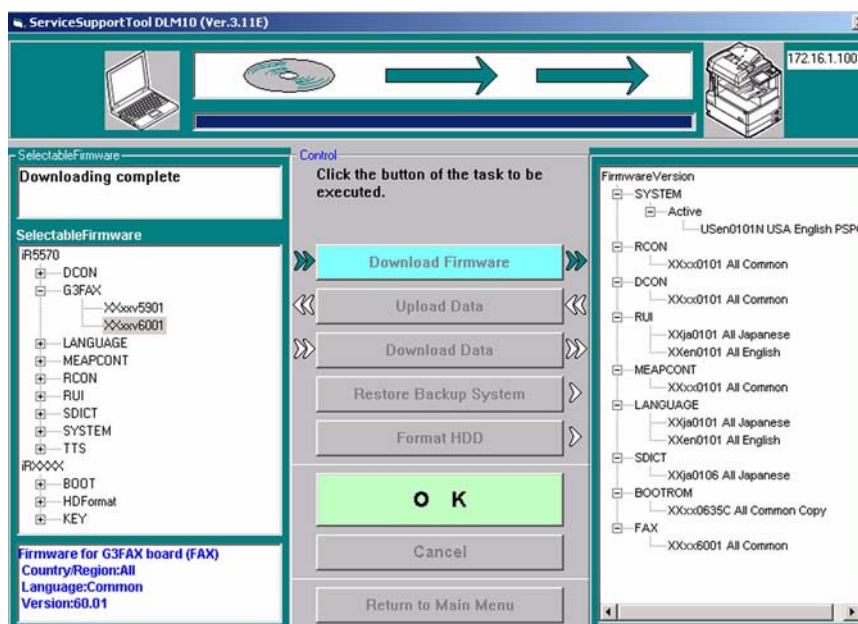 ServiceSupportTool DLM10 (Ver.3.11E)
172.16.1.100
SelectableFirmware
Downloading complete
SelectableFirmware
iR5570
DCON
G3FAX
XXxxv5901
XXxxv6001
LANGUAGE
MEAPCONT
RCON
RUI
SDICT
SYSTEM
TTS
iRXXXX
BOOT
HDFormat
KEY
Firmware for G3FAX board (FAX)
Country/Region:All
Language:Common
Version:60.01
Control
Click the button of the task to be
executed.
Download Firmware
Upload Data
Download Data
Restore Backup System
Format HDD
O K
Cancel
Return to Main Menu
FirmwareVersion
SYSTEM
Active
USen0101N USA English
RCON
XXxx0101 All Common
DCON
XXxx0101 All Common
RUI
XXja0101 All Japanese
XXen0101 All English
MEAPCONT
XXxx0101 All Common
LANGUAGE
XXja0101 All Japanese
XXen0101 All English
SDICT
XXja0106 All Japanese
BOOTROM
XXxx0635C All Common Copy
FAX
XXxx6001 All Common